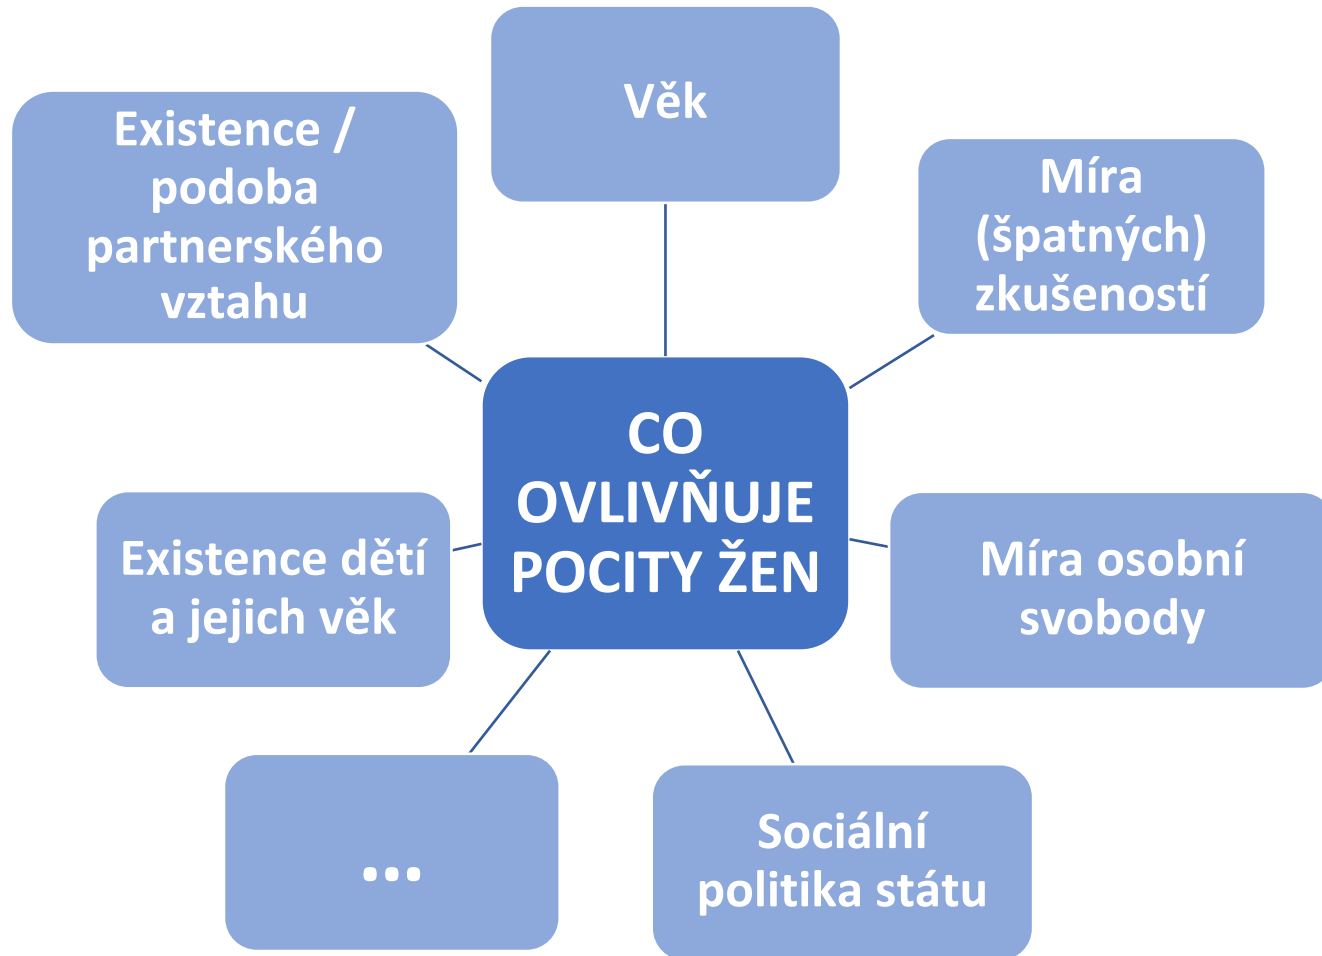 Věk
Existence /
podoba
partnerského
vztahu
Míra
(špatných)
zkušeností
CO
OVLIVŇUJE
POCITY ŽEN
Existence dětí
a jejich věk
Míra osobní
svobody
...
Sociální
politika státu